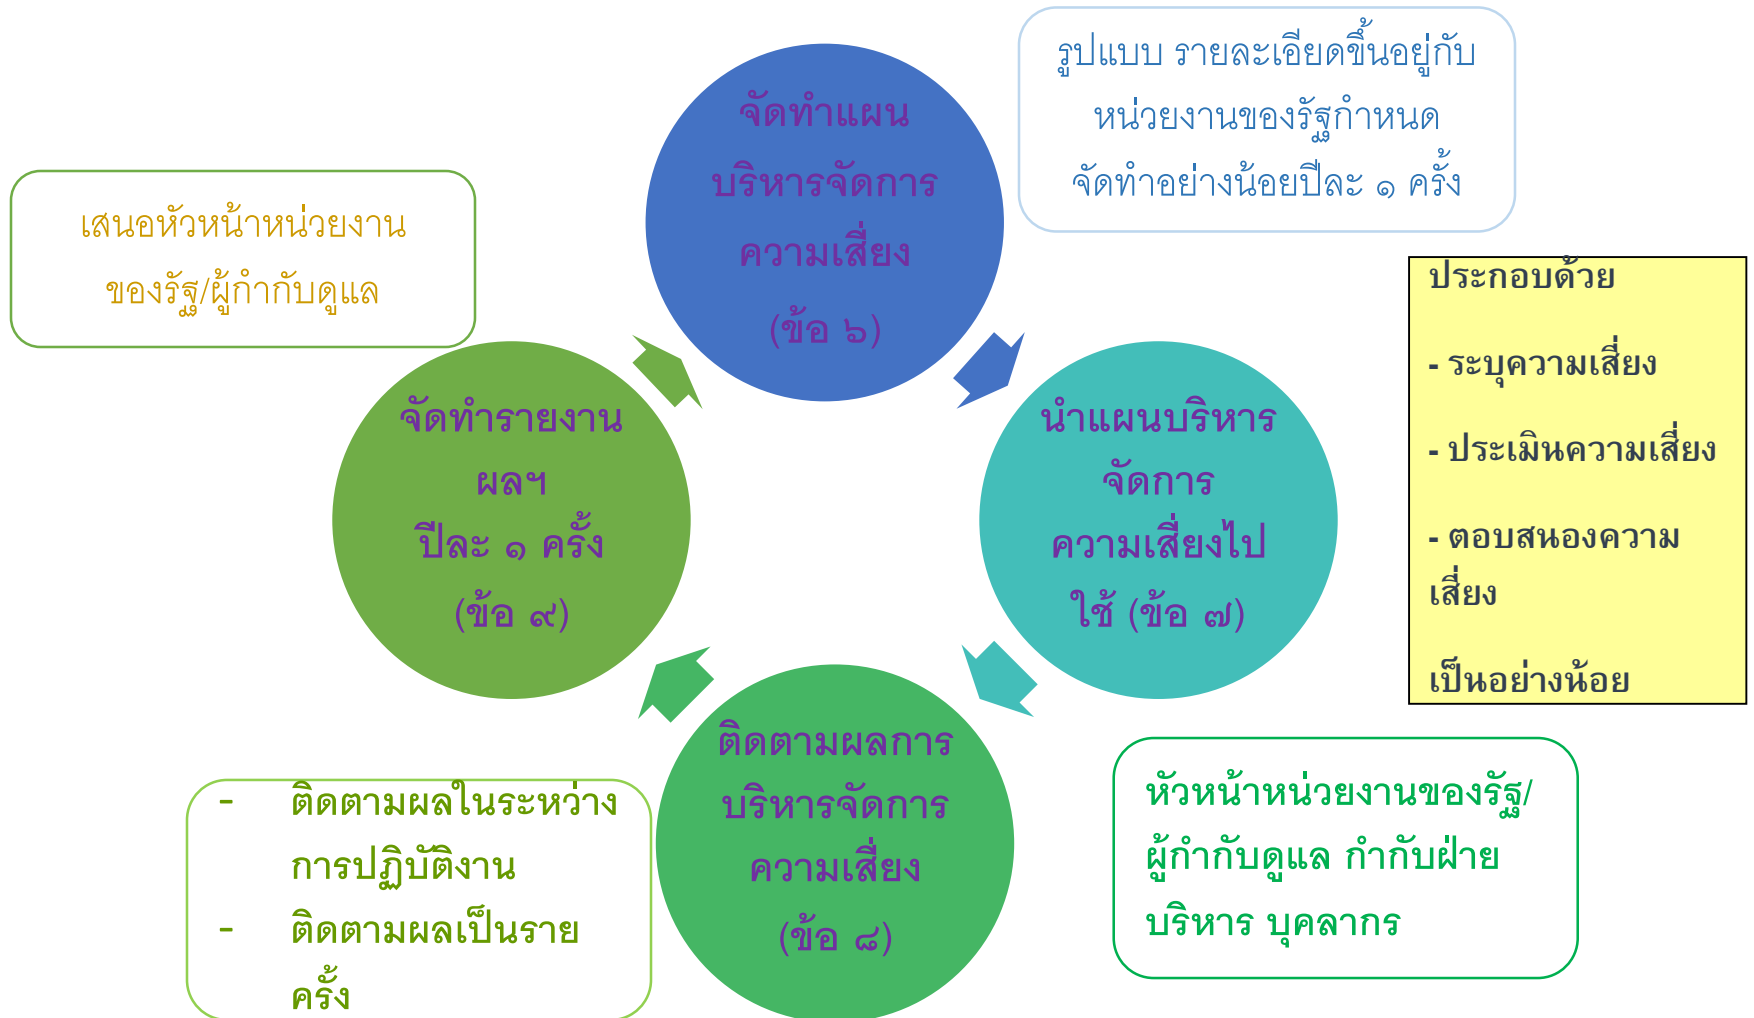 จัดทำแผน
บริหารจัดการ
ความเสี่ยง
(ข้อ ๖)
รูปแบบ รายละเอียดขึ้นอยู่กับ
หน่วยงานของรัฐกำหนด
จัดทำอย่างน้อยปีละ ๑ ครั้ง
เสนอหัวหน้าหน่วยงาน
ของรัฐ/ผู้กำกับดูแล
ประกอบด้วย
- ระบุความเสี่ยง
- ประเมินความเสี่ยง
- ตอบสนองความ
เสี่ยง
เป็นอย่างน้อย
จัดทำรายงาน
ผลฯ
ปีละ ๑ ครั้ง
(ข้อ ๙)
นำแผนบริหาร
จัดการ
ความเสี่ยงไป
ใช้ (ข้อ ๗)
ติดตามผลการ
บริหารจัดการ
ความเสี่ยง
(ข้อ ๘)
หัวหน้าหน่วยงานของรัฐ/
ผู้กำกับดูแล กำกับฝ่าย
บริหาร บุคลากร
- ติดตามผลในระหว่าง
การปฏิบัติงาน
- ติดตามผลเป็นราย
ครั้ง